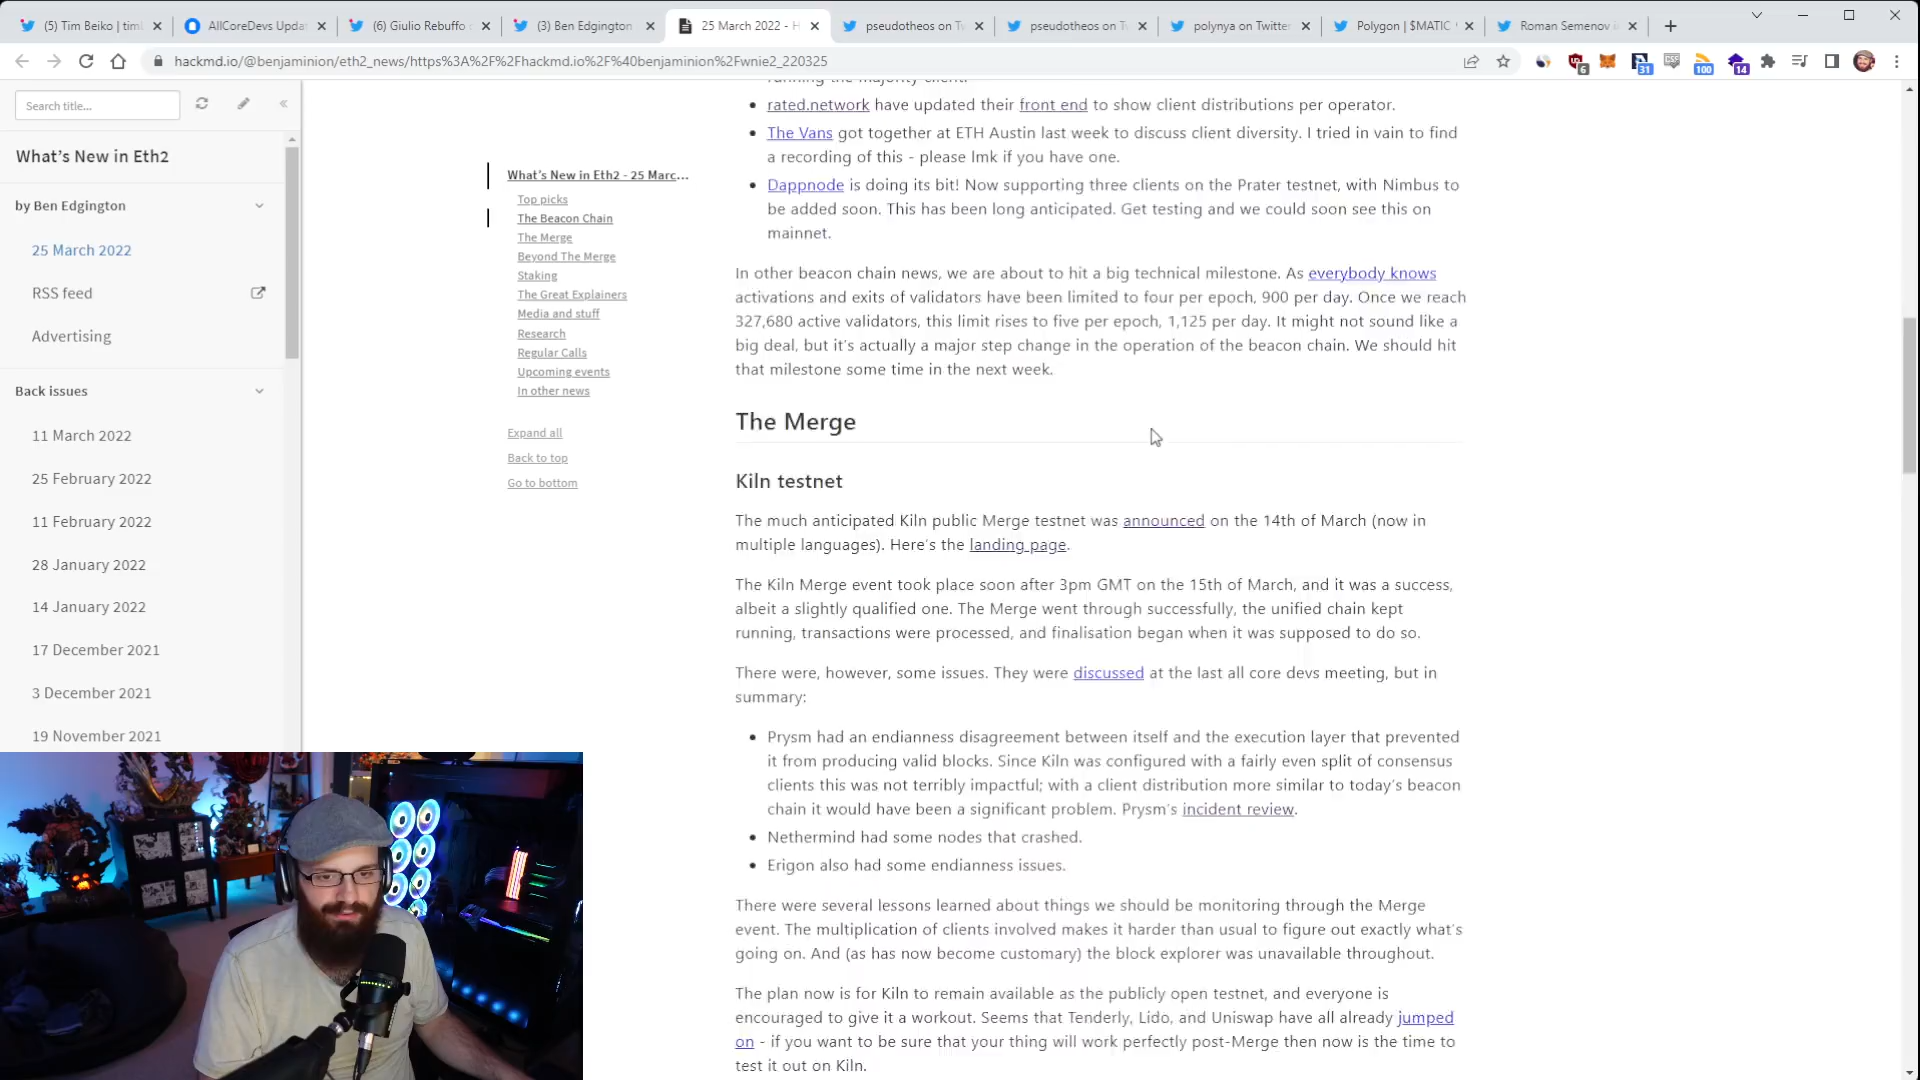 (5) Tim Beiko | timl
AllCoreDevs Updat
(6) Giulio Rebuffo
(3) Ben Edgington
25 March 2022 - H
pseudotheos on Tw
pseudotheos on Tw
polynya on Twitter
Polygon | $MATIC
Roman Semenov
hackmd.io/@benjaminion/eth2_news/https%3A%2F%2Fhackmd.io%2F%40benjaminion%2Fwnie2_220325
6
31
100
14
Search title...
What's New in Eth2
by Ben Edgington
25 March 2022
RSS feed
Advertising
Back issues
11 March 2022
25 February 2022
11 February 2022
28 January 2022
14 January 2022
17 December 2021
3 December 2021
19 November 2021
What's New in Eth2 - 25 Marc...
Top picks
The Beacon Chain
The Merge
Beyond The Merge
Staking
The Great Explainers
Media and stuff
Research
Regular Calls
Upcoming events
In other news
Expand all
Back to top
Go to bottom
running the majority client.
rated.network have updated their front end to show client distributions per operator.
The Vans got together at ETH Austin last week to discuss client diversity. I tried in vain to find
a recording of this - please lmk if you have one.
Dappnode is doing its bit! Now supporting three clients on the Prater testnet, with Nimbus to
be added soon. This has been long anticipated. Get testing and we could soon see this on
mainnet.
In other beacon chain news, we are about to hit a big technical milestone. As everybody knows
activations and exits of validators have been limited to four per epoch, 900 per day. Once we reach
327,680 active validators, this limit rises to five per epoch, 1,125 per day. It might not sound like a
big deal, but it's actually a major step change in the operation of the beacon chain. We should hit
that milestone some time in the next week.
The Merge
Kiln testnet
The much anticipated Kiln public Merge testnet was announced on the 14th of March (now in
multiple languages). Here's the landing page.
The Kiln Merge event took place soon after 3pm GMT on the 15th of March, and it was a success,
albeit a slightly qualified one. The Merge went through successfully, the unified chain kept
running, transactions were processed, and finalisation began when it was supposed to do so.
There were, however, some issues. They were discussed at the last all core devs meeting, but in
summary:
Prysm had an endianness disagreement between itself and the execution layer that prevented
it from producing valid blocks. Since Kiln was configured with a fairly even split of consensus
clients this was not terribly impactful; with a client distribution more similar to today's beacon
chain it would have been a significant problem. Prysm's incident review.
Nethermind had some nodes that crashed.
Erigon also had some endianness issues.
There were several lessons learned about things we should be monitoring through the Merge
event. The multiplication of clients involved makes it harder than usual to figure out exactly what's
going on. And (as has now become customary) the block explorer was unavailable throughout.
The plan now is for Kiln to remain available as the publicly open testnet, and everyone is
encouraged to give it a workout. Seems that Tenderly, Lido, and Uniswap have all already jumped
on - if you want to be sure that your thing will work perfectly post-Merge then now is the time to
test it out on Kiln.